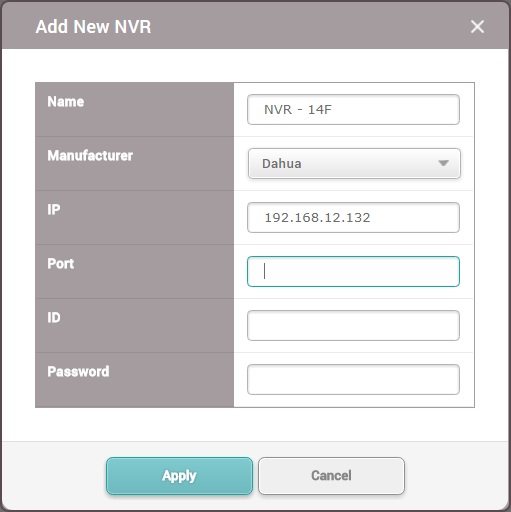 Add New NVR
Name
NVR - 14F
Manufacturer
Dahua
IP
192.168.12.132
Port
ID
Password
Apply
Cancel